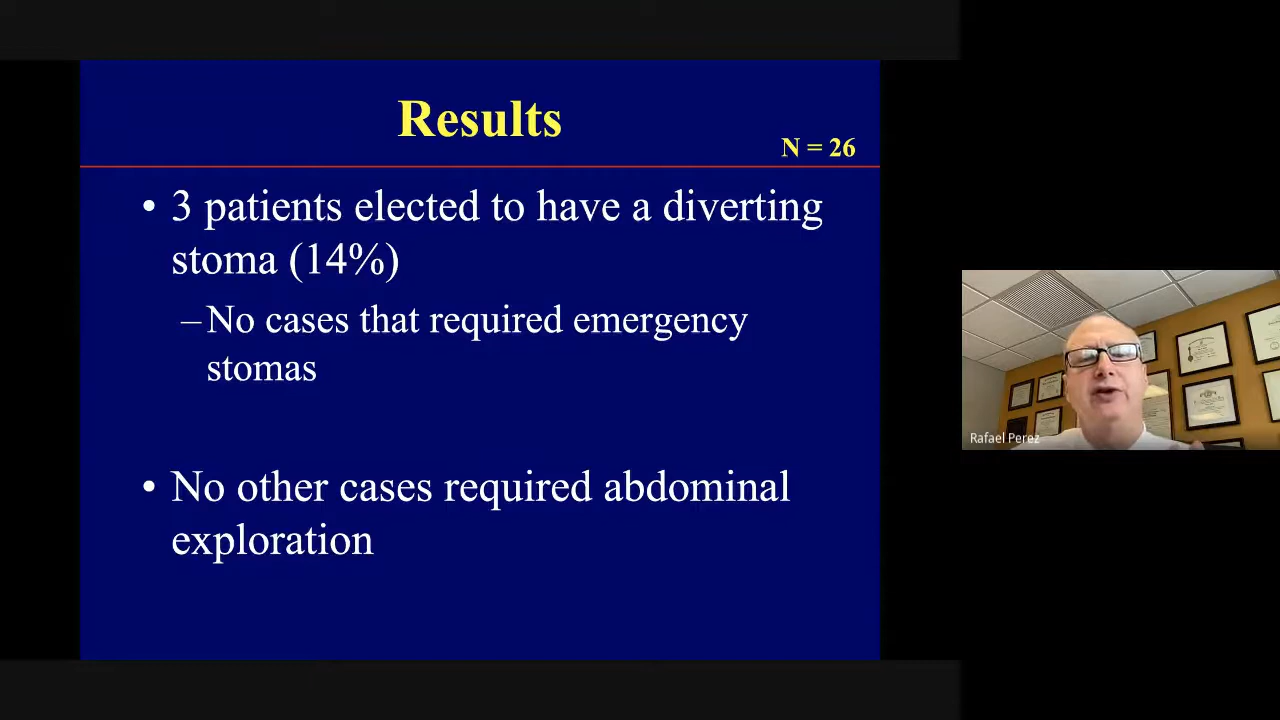 Results
N = 26
• 3 patients elected to have a diverting
stoma (14%)
– No cases that required emergency
stomas
• No other cases required abdominal
exploration
Rafael Perez